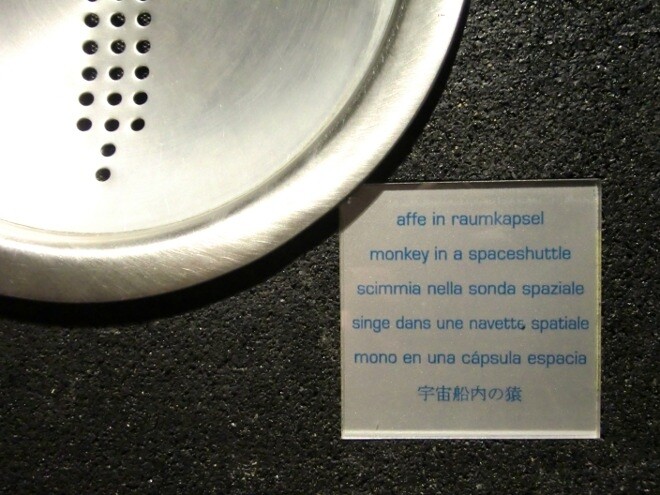 affe in raumkapsel
monkey in a spaceshuttle
scimmia nella sonda spaziale
singe dans une navette spatiale
mono en una cápsula espacia
宇宙船内の猿